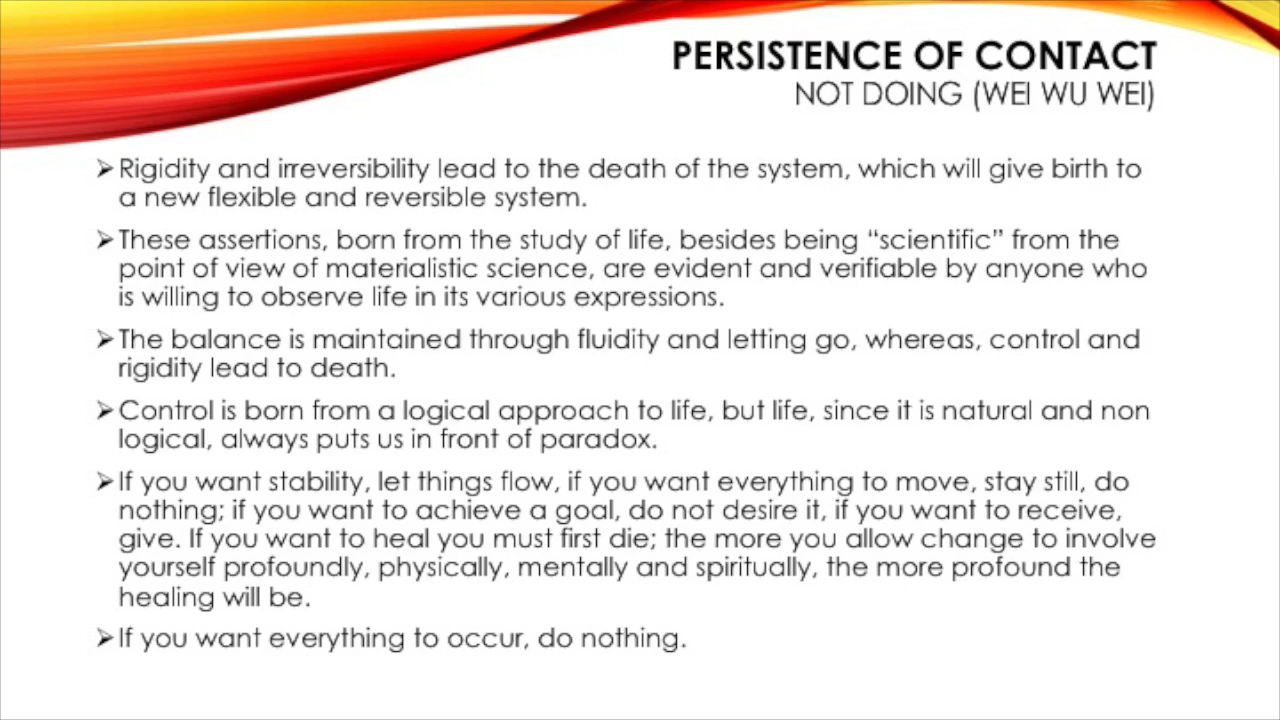 PERSISTENCE OF CONTACT
NOT DOING (WEI WU WEI)
➢Rigidity and irreversibility lead to the death of the system, which will give birth to
a new flexible and reversible system.
➢These assertions, born from the study of life, besides being “scientific” from the
point of view of materialistic science, are evident and verifiable by anyone who
is willing to observe life in its various expressions.
➢The balance is maintained through fluidity and letting go, whereas, control and
rigidity lead to death.
➢Control is born from a logical approach to life, but life, since it is natural and non
logical, always puts us in front of paradox.
➢If you want stability, let things flow, if you want everything to move, stay still, do
nothing; if you want to achieve a goal, do not desire it, if you want to receive,
give. If you want to heal you must first die; the more you allow change to involve
yourself profoundly, physically, mentally and spiritually, the more profound the
healing will be.
➢If you want everything to occur, do nothing.